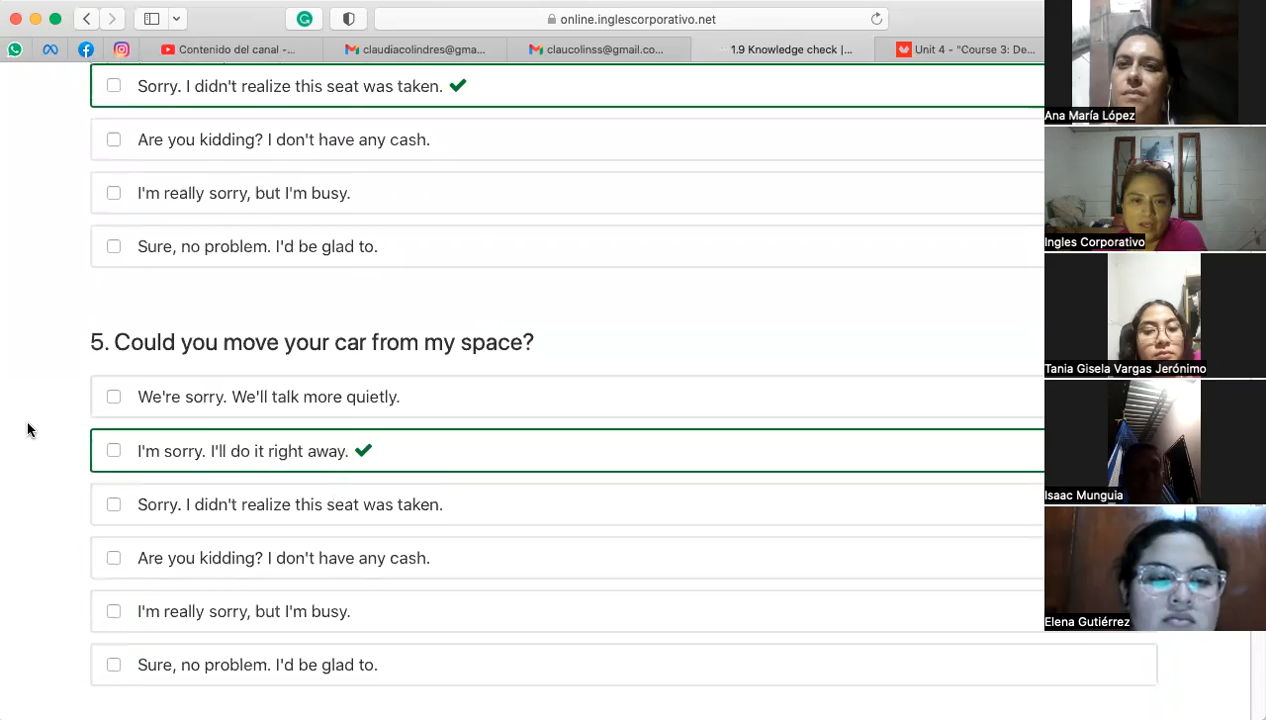 online.inglescorporativo.net
Contenido del canal -...
claudiacolindres@gma...
claucolinss@gmail.co...
1.9 Knowledge check |...
Unit 4 - "Course 3: De...
Sorry. I didn't realize this seat was taken.
Are you kidding? I don't have any cash.
I'm really sorry, but I'm busy.
Sure, no problem. I'd be glad to.
5. Could you move your car from my space?
We're sorry. We'll talk more quietly.
I'm sorry. I'll do it right away.
Sorry. I didn't realize this seat was taken.
Are you kidding? I don't have any cash.
I'm really sorry, but I'm busy.
Sure, no problem. I'd be glad to.
Ana María López
Ingles Corporativo
Tania Gisela Vargas Jerónimo
Isaac Munguia
Elena Gutiérrez